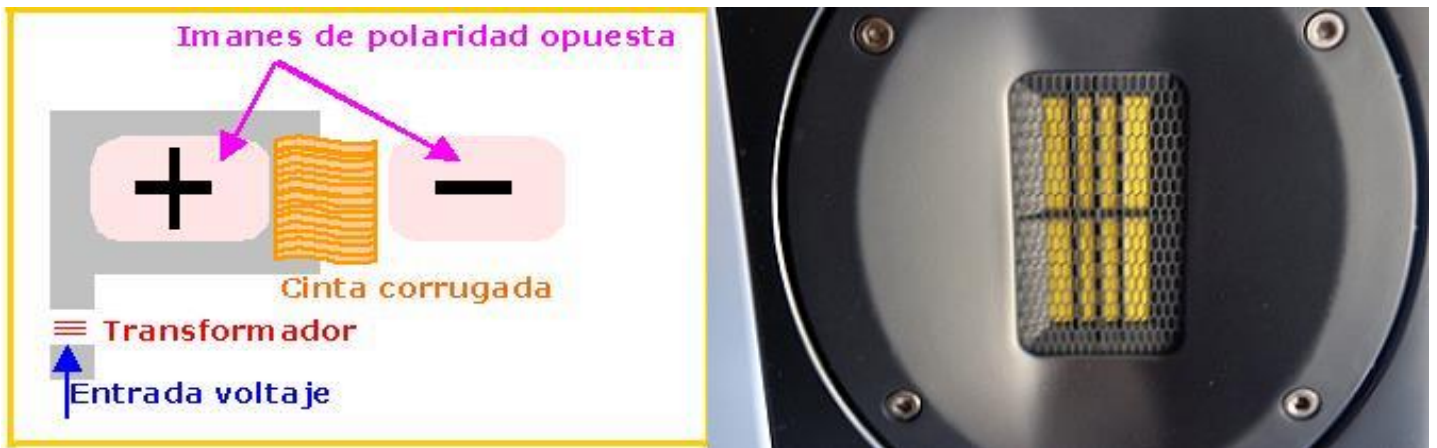 Imanes de polaridad opuesta
+
−
Cinta corrugada
Transformador
Entrada voltaje